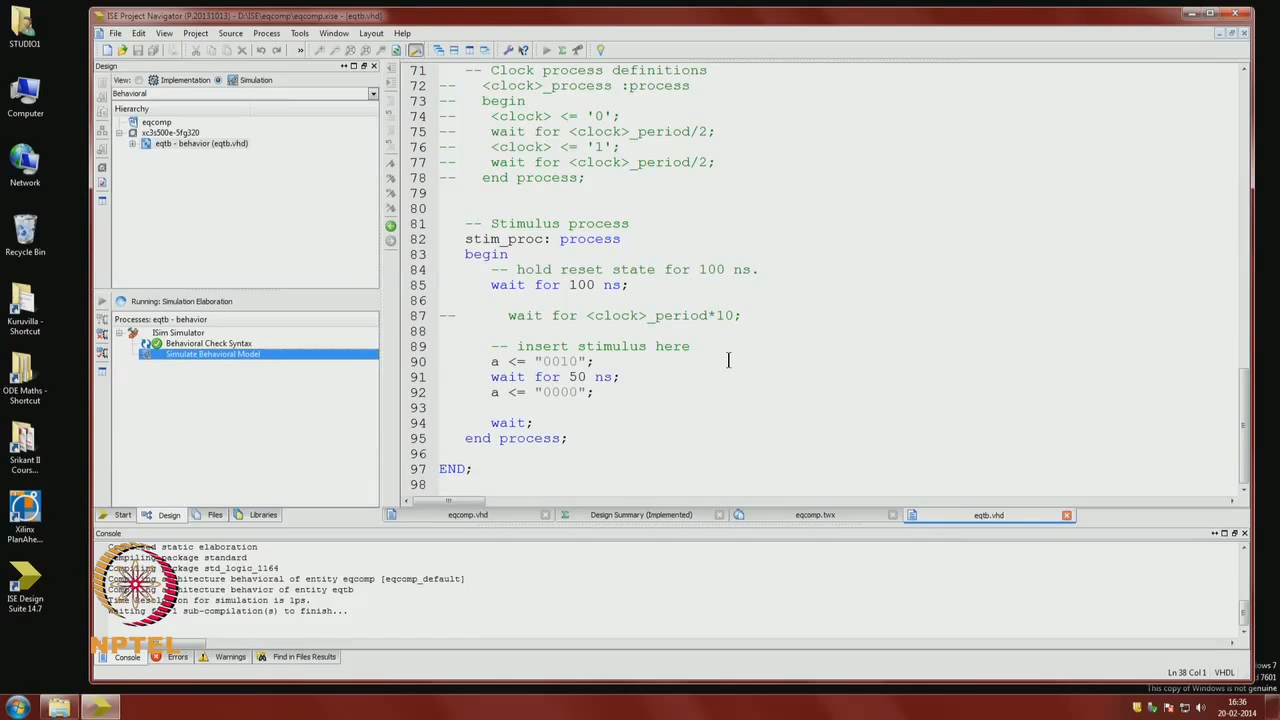 STUDIO1
Computer
Network
Recycle Bin
Kuruvilla - Shortcut
ODE Maths - Shortcut
Srikant II Cours...
Xilinx PlanAhe...
ISE Design Suite 14.7
ISE Project Navigator (P.20131013) - D:\ISE\eqcomp\eqcomp.xise - [eqtb.vhd]
File Edit View Project Source Process Tools Window Layout Help
Design
View: Implementation Simulation
Behavioral
Hierarchy
eqcomp
xc3s500e-5fg320
eqtb - behavior (eqtb.vhd)
Running: Simulation Elaboration
Processes: eqtb - behavior
ISim Simulator
Behavioral Check Syntax
Simulate Behavioral Model
Start Design Files Libraries
71 -- Clock process definitions
72 -- <clock>_process :process
73 -- begin
74 -- <clock> <= '0';
75 -- wait for <clock>_period/2;
76 -- <clock> <= '1';
77 -- wait for <clock>_period/2;
78 -- end process;
79
80
81 -- Stimulus process
82 stim_proc: process
83 begin
84 -- hold reset state for 100 ns.
85 wait for 100 ns;
86
87 -- wait for <clock>_period*10;
88
89 -- insert stimulus here
90 a <= "0010";
91 wait for 50 ns;
92 a <= "0000";
93
94 wait;
95 end process;
96
97 END;
98
eqcomp.vhd Design Summary (Implemented) eqcomp.twx eqtb.vhd
Console
static elaboration
Compiling package standard
Compiling package std_logic_1164
architecture behavioral of entity eqcomp [eqcomp_default]
architecture behavior of entity eqtb
Time for simulation is 1ps.
Waiting for 1 sub-compilation(s) to finish...
NPTEL
Console Errors Warnings Find in Files Results
Ln 38 Col 1 VHDL
7601
This copy of Windows is not genuine
16:36
20-02-2014